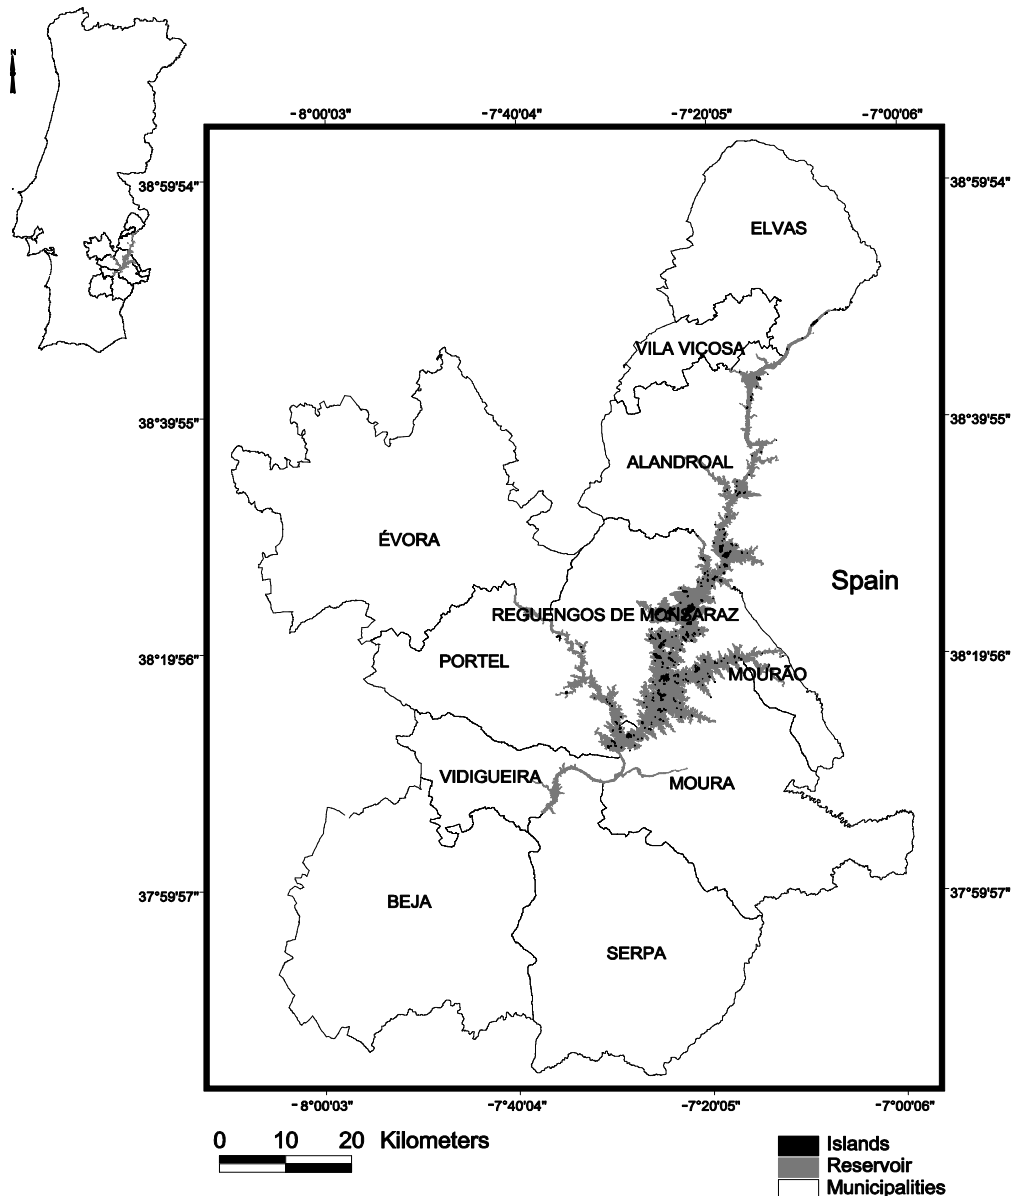 N
-8°00'03" -7°40'04" -7°20'05" -7°00'06"
38°59'54" 38°59'54"
ELVAS
VILA VIÇOSA
38°39'55" 38°39'55"
ALANDROAL
ÉVORA
Spain
REGUENGOS DE MONSARAZ
38°19'56" 38°19'56"
PORTEL
MOURÃO
VIDIGUEIRA
MOURA
37°59'57" 37°59'57"
BEJA
SERPA
-8°00'03" -7°40'04" -7°20'05" -7°00'06"
0 10 20 Kilometers
Islands
Reservoir
Municipalities